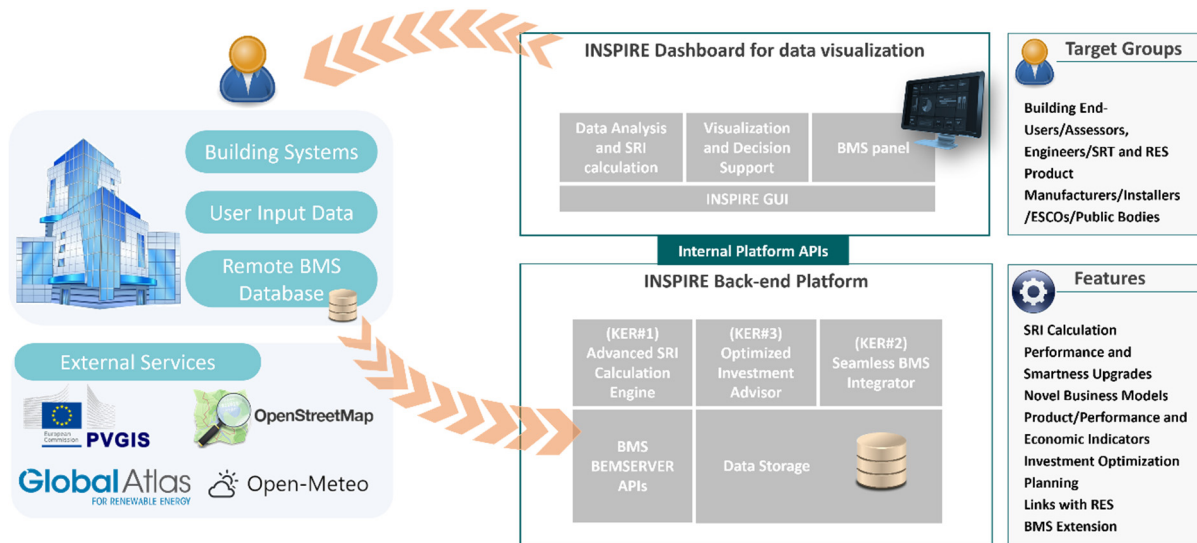 Building Systems
User Input Data
Remote BMS
Database
External Services
European
Commission
PVGIS
OpenStreetMap
GlobalAtlas
FOR RENEWABLE ENERGY
Open-Meteo
INSPIRE Dashboard for data visualization
Data Analysis
and SRI
calculation
Visualization
and Decision
Support
BMS panel
INSPIRE GUI
Internal Platform APIs
INSPIRE Back-end Platform
(KER#1)
Advanced SRI
Calculation
Engine
(KER#3)
Optimized
Investment
Advisor
(KER#2)
Seamless BMS
Integrator
BMS
BEMSERVER
APIs
Data Storage
Target Groups
Building End-
Users/Assessors,
Engineers/SRT and RES
Product
Manufacturers/Installers
/ESCOs/Public Bodies
Features
SRI Calculation
Performance and
Smartness Upgrades
Novel Business Models
Product/Performance and
Economic Indicators
Investment Optimization
Planning
Links with RES
BMS Extension